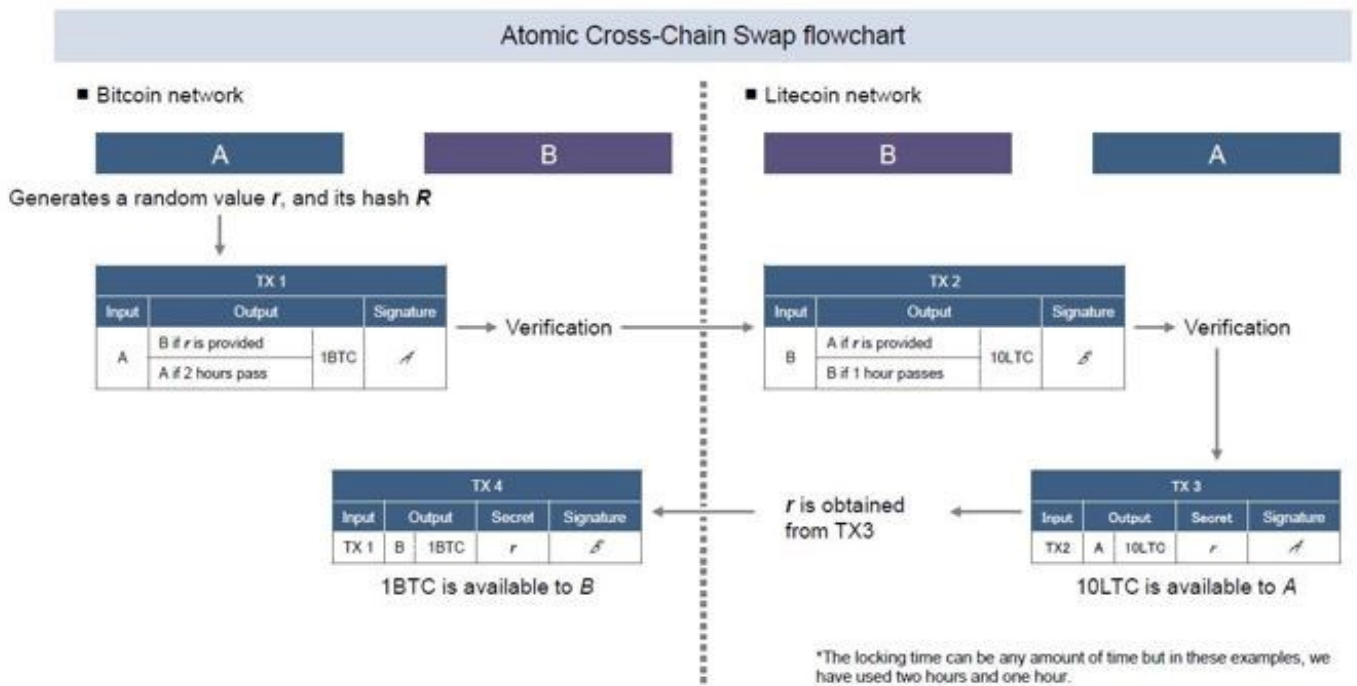 Atomic Cross-Chain Swap flowchart
■ Bitcoin network
■ Litecoin network
A
B
B
A
Generates a random value r, and its hash R
TX 1
Input Output Signature
A
B if r is provided
A if 2 hours pass
1BTC
A
Verification
TX 2
Input Output Signature
B
A if r is provided
B if 1 hour passes
10LTC
B
Verification
TX 3
Input Output Secret Signature
TX2 A 10LTC r A
10LTC is available to A
r is obtained
from TX3
TX 4
Input Output Secret Signature
TX 1 B 1BTC r B
1BTC is available to B
*The locking time can be any amount of time but in these examples, we
have used two hours and one hour.